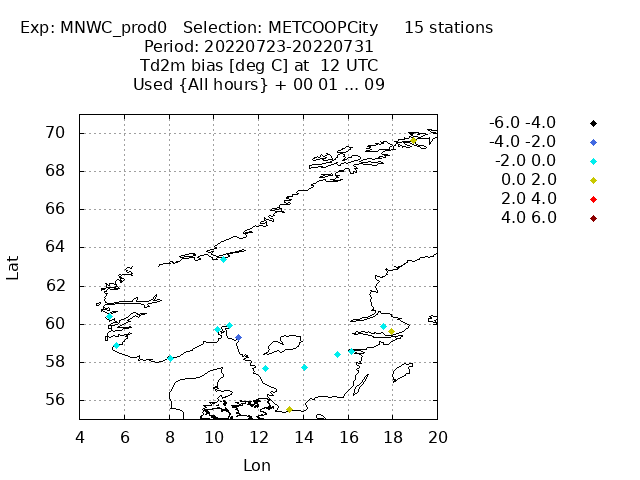 Exp: MNWC_prod0 Selection: METCOOPCity 15 stations
Period: 20220723-20220731
Td2m bias [deg C] at 12 UTC
Used {All hours} + 00 01 ... 09
-6.0 -4.0
-4.0 -2.0
-2.0 0.0
0.0 2.0
2.0 4.0
4.0 6.0
70
68
66
64
62
60
58
56
Lat
4 6 8 10 12 14 16 18 20
Lon